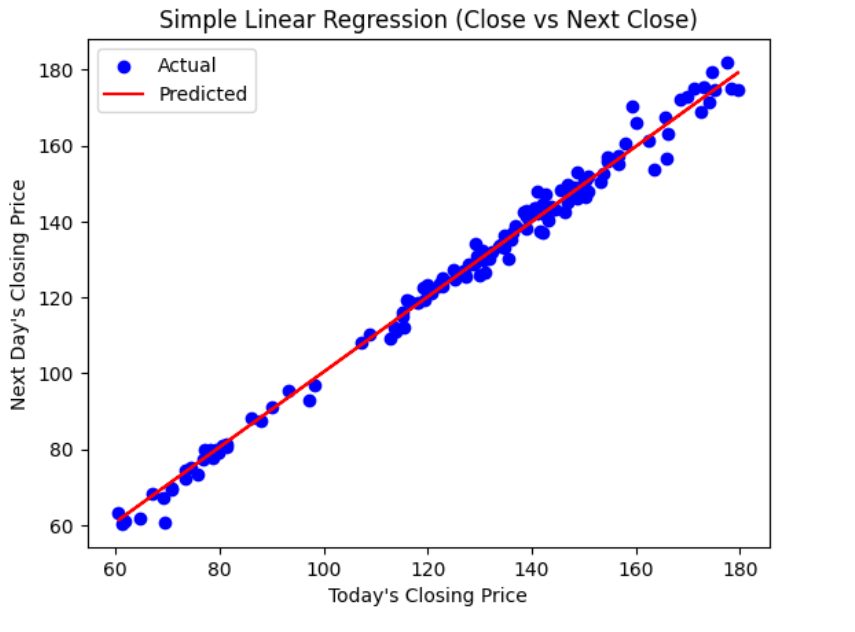 Simple Linear Regression (Close vs Next Close)
Actual
Predicted
180
160
140
120
100
80
60
Next Day's Closing Price
60 80 100 120 140 160 180
Today's Closing Price